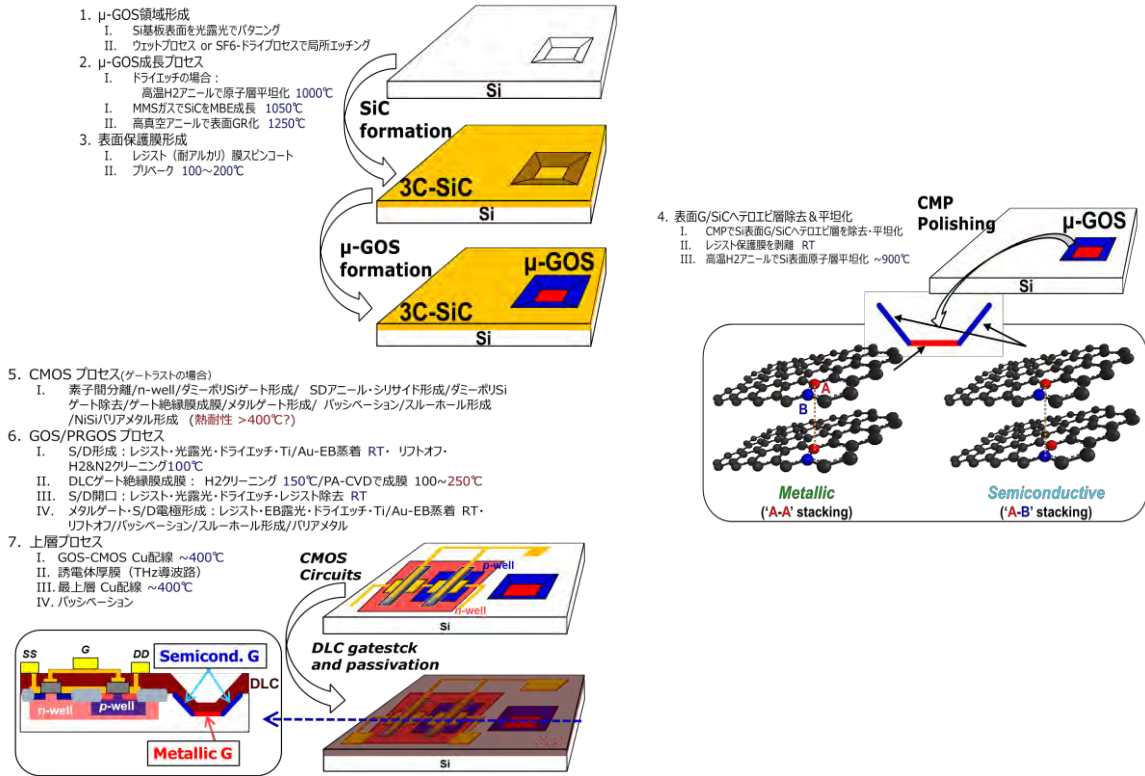 1. μ-GOS領域形成
I. Si基板表面を光露光でパタニング
II. ウェットプロセス or SF6-ドライプロセスで局所エッチング
2. μ-GOS成長プロセス
I. ドライエッチの場合：
高温H2アニールで原子層平坦化 1000℃
I. MMSガスでSiCをMBE成長 1050℃
II. 高真空アニールで表面GR化 1250℃
3. 表面保護膜形成
I. レジスト（耐アルカリ）膜スピンコート
II. プリベーク 100～200℃
Si
SiC
formation
3C-SiC
Si
μ-GOS
formation
μ-GOS
3C-SiC
Si
4. 表面G/SiCヘテロエピ層除去＆平坦化
I. CMPでSi表面G/SiCヘテロエピ層を除去・平坦化
II. レジスト保護膜を剥離 RT
III. 高温H2アニールでSi表面原子層平坦化 ~900℃
CMP
Polishing
μ-GOS
Si
A
B
Metallic
('A-A' stacking)
Semiconductive
('A-B' stacking)
5. CMOS プロセス(ゲートラストの場合)
I. 素子間分離/n-well/ダミーポリSiゲート形成/ SDアニール・シリサイド形成/ダミーポリSi
ゲート除去/ゲート絶縁膜成膜/メタルゲート形成/ パッシベーション/スルーホール形成
/NiSiバリアメタル形成 (熱耐性 >400℃?)
6. GOS/PRGOS プロセス
I. S/D形成：レジスト・光露光・ドライエッチ・Ti/Au-EB蒸着 RT・ リフトオフ・
H2&N2クリーニング100℃
II. DLCゲート絶縁膜成膜： H2クリーニング 150℃/PA-CVDで成膜 100~250℃
III. S/D開口：レジスト・光露光・ドライエッチ・レジスト除去 RT
IV. メタルゲート・S/D電極形成：レジスト・EB露光・ドライエッチ・Ti/Au-EB蒸着 RT・
リフトオフ/パッシベーション/スルーホール形成/バリアメタル
7. 上層プロセス
I. GOS-CMOS Cu配線 ~400℃
II. 誘電体厚膜（THz導波路）
III. 最上層 Cu配線 ~400℃
IV. パッシベーション
CMOS
Circuits
p-well
n-well
Si
DLC gatestck
and passivation
Si
SS
G
DD
Semicond. G
DLC
n-well
p-well
Metallic G